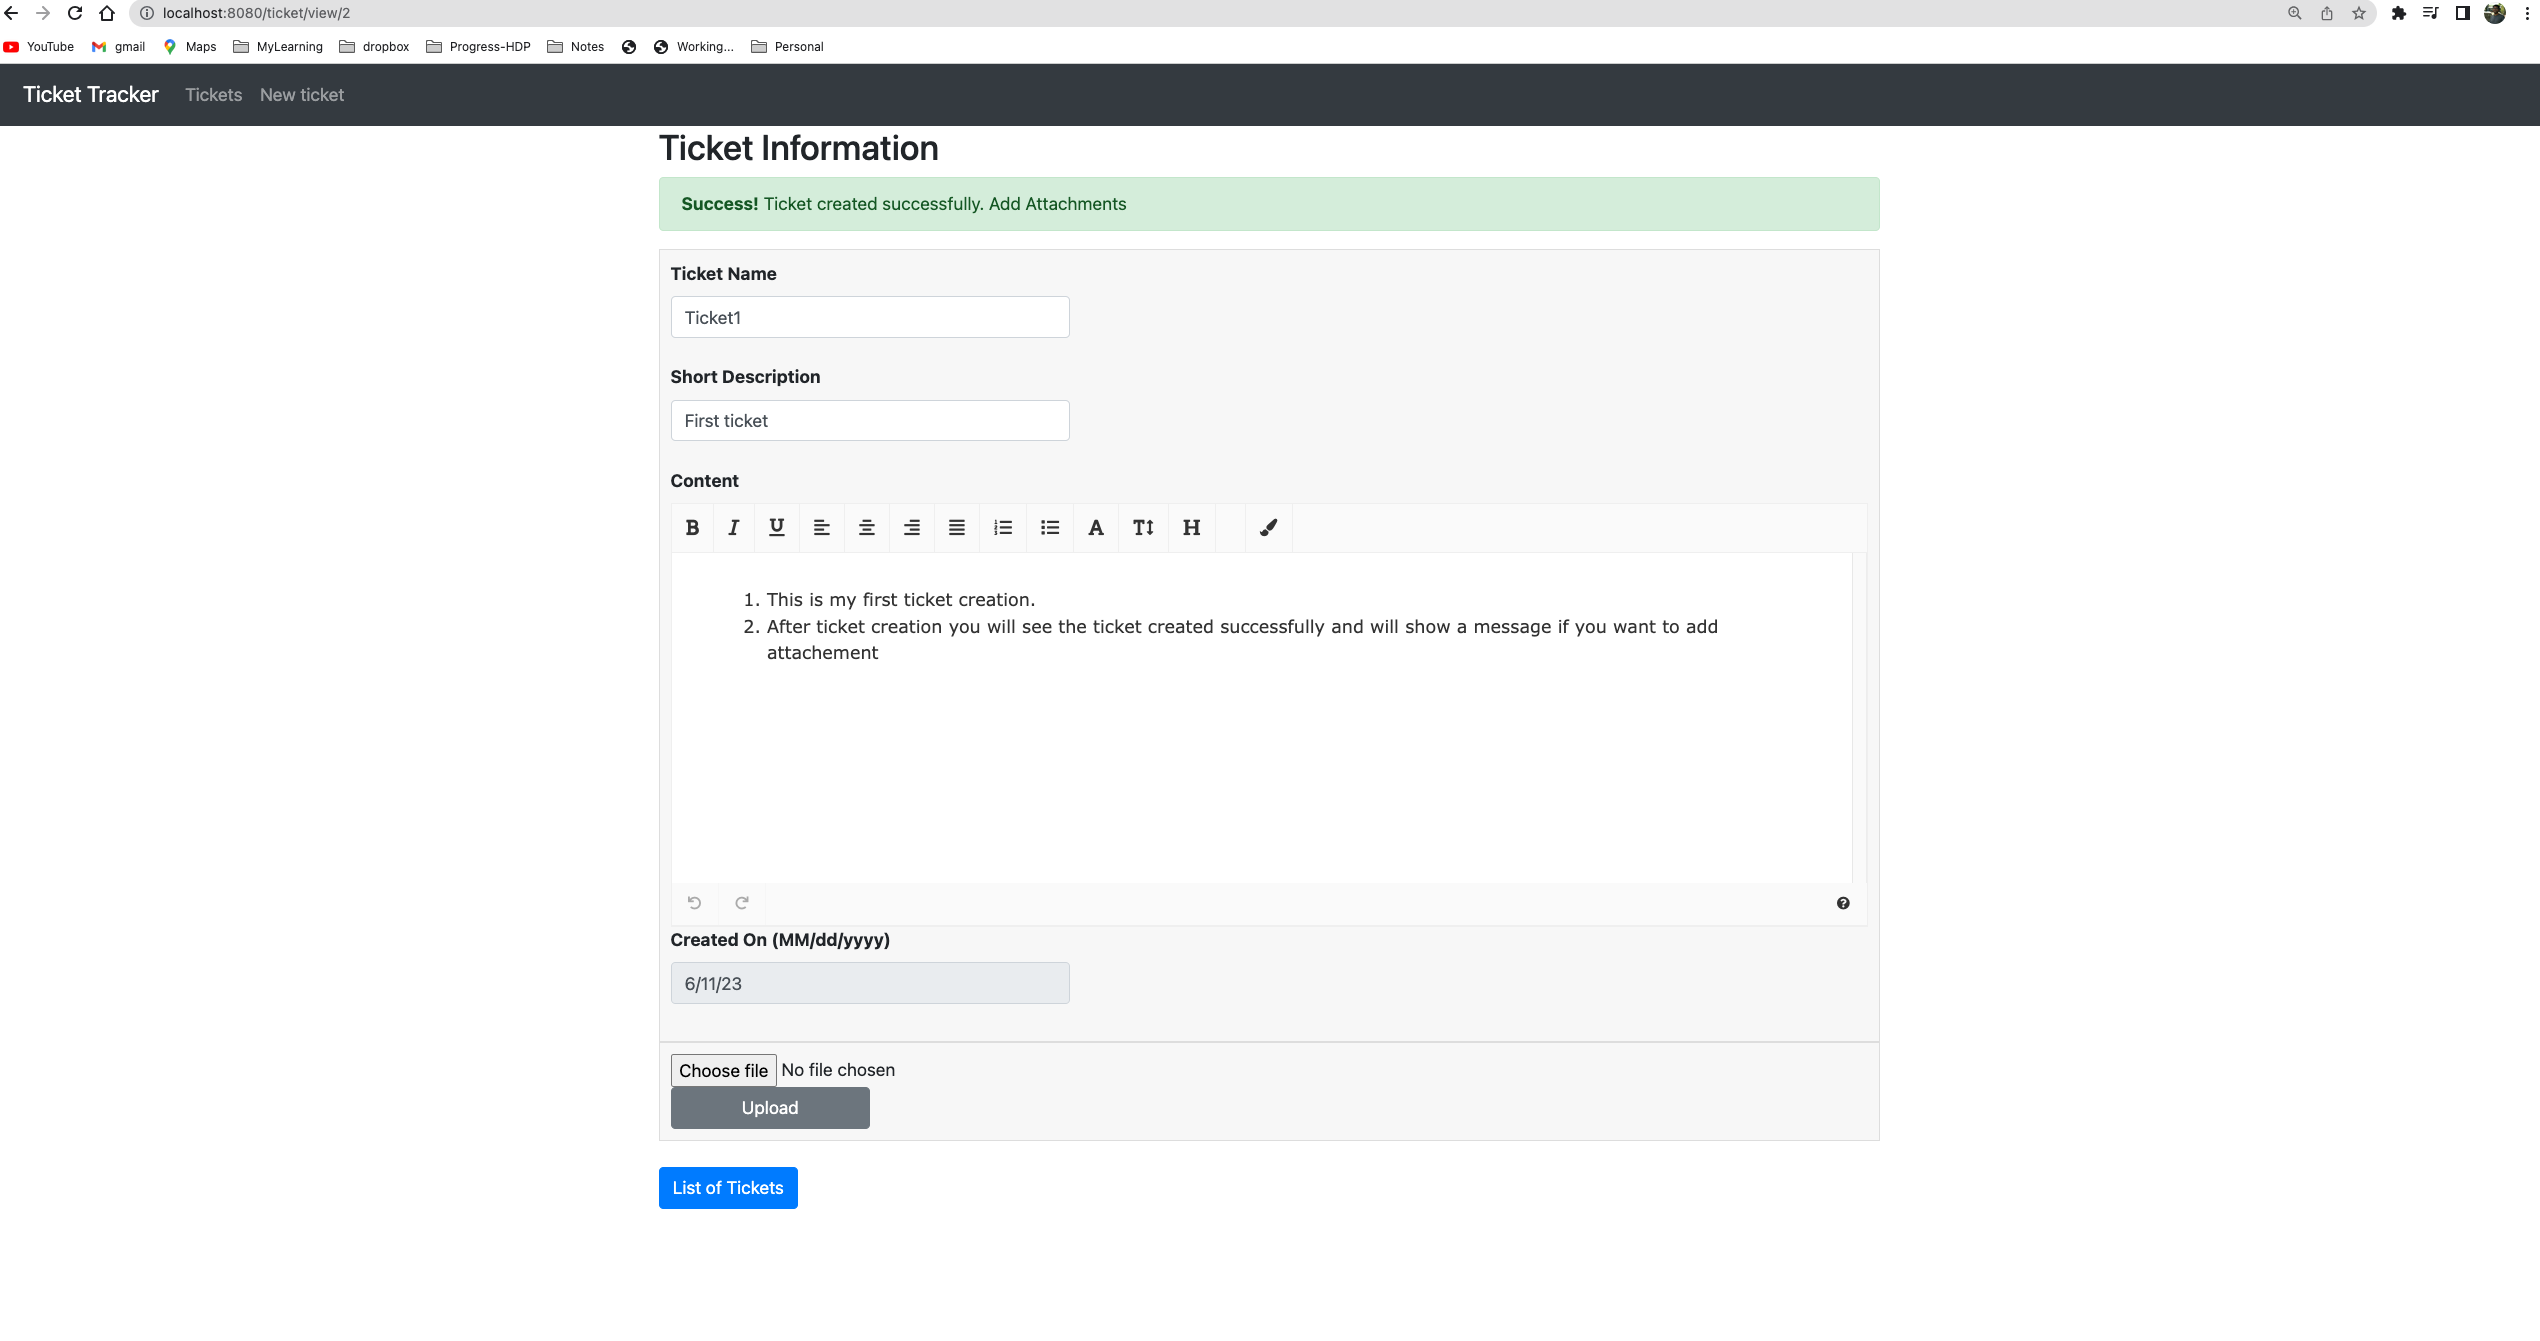 localhost:8080/ticket/view/2
YouTube gmail Maps MyLearning dropbox Progress-HDP Notes Working... Personal
Ticket Tracker Tickets New ticket
Ticket Information
Success! Ticket created successfully. Add Attachments
Ticket Name
Ticket1
Short Description
First ticket
Content
B I U A T H
1. This is my first ticket creation.
2. After ticket creation you will see the ticket created successfully and will show a message if you want to add
attachement
Created On (MM/dd/yyyy)
6/11/23
Choose file No file chosen
Upload
List of Tickets